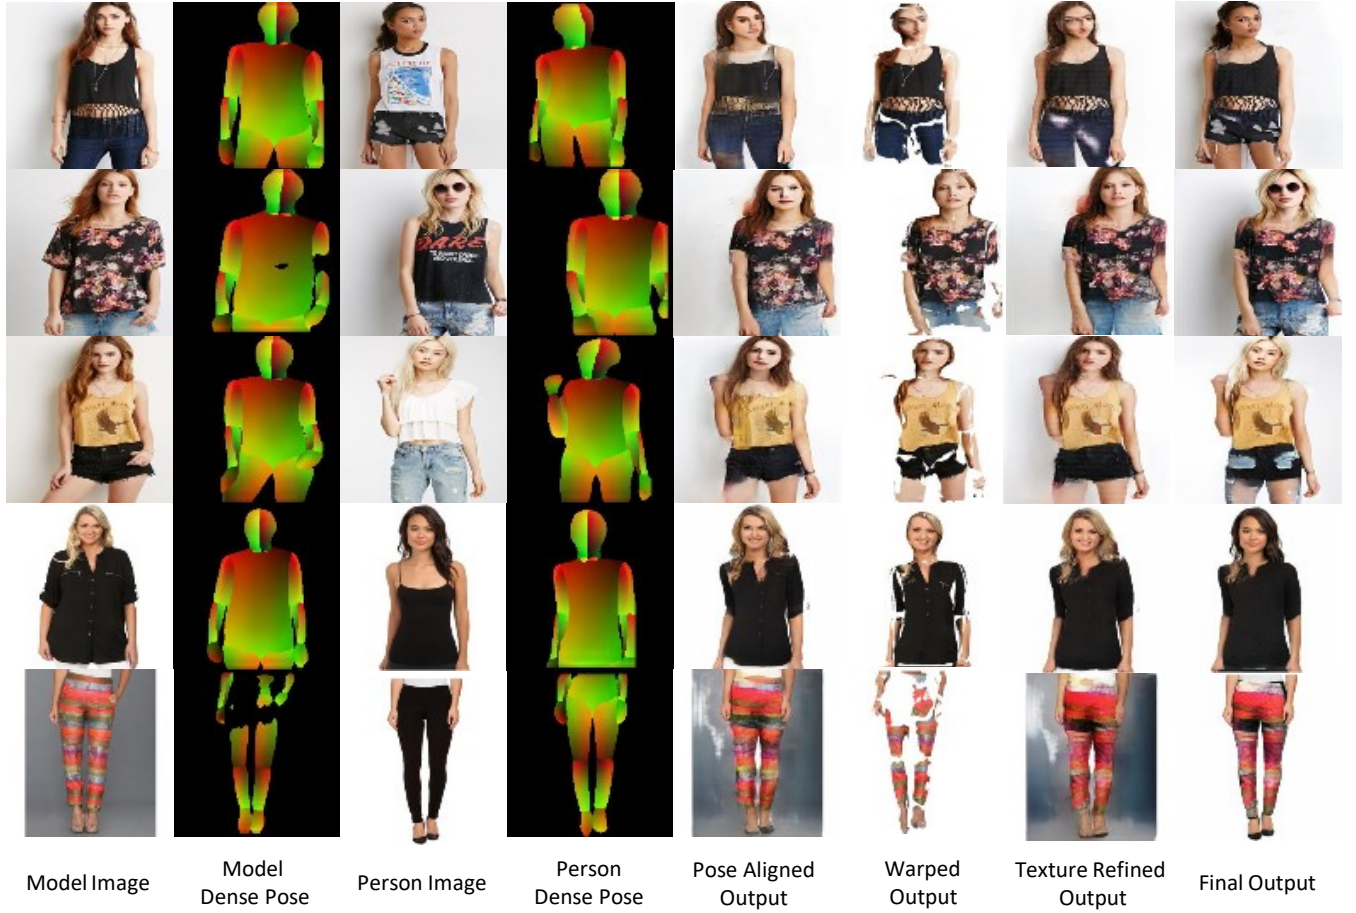 DARE
Model Image
Model
Dense Pose
Person Image
Person
Dense Pose
Pose Aligned
Output
Warped
Output
Texture Refined
Output
Final Output